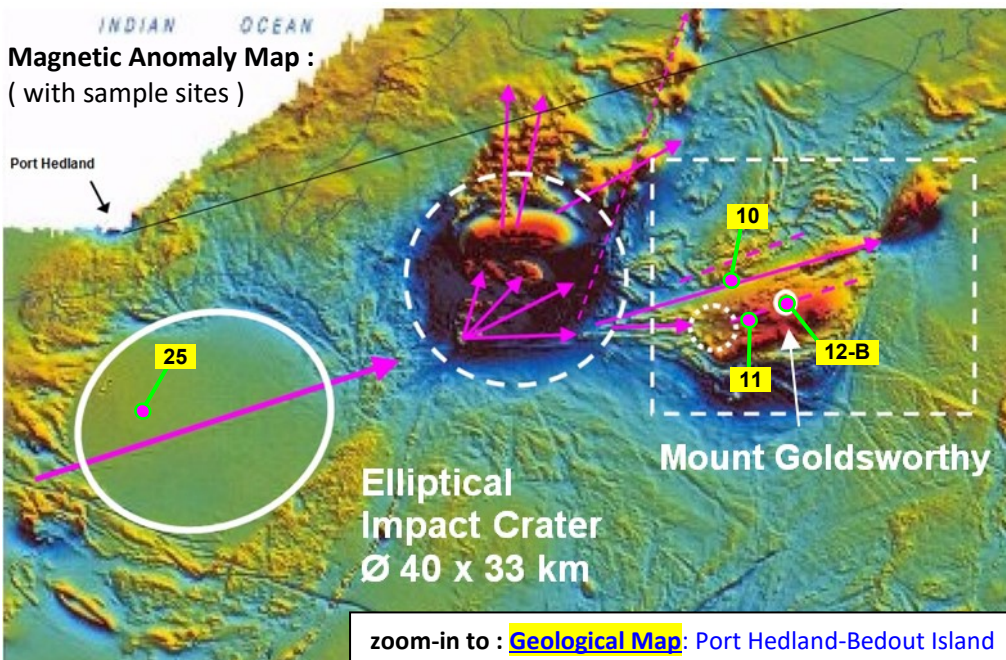 INDIAN OCEAN
Magnetic Anomaly Map :
( with sample sites )
Port Hedland
10
25
12-B
11
Mount Goldsworthy
Elliptical
Impact Crater
Ø 40 x 33 km
zoom-in to : Geological Map: Port Hedland-Bedout Island